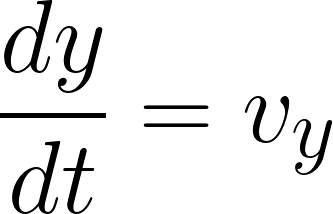 dy/dt = v_y